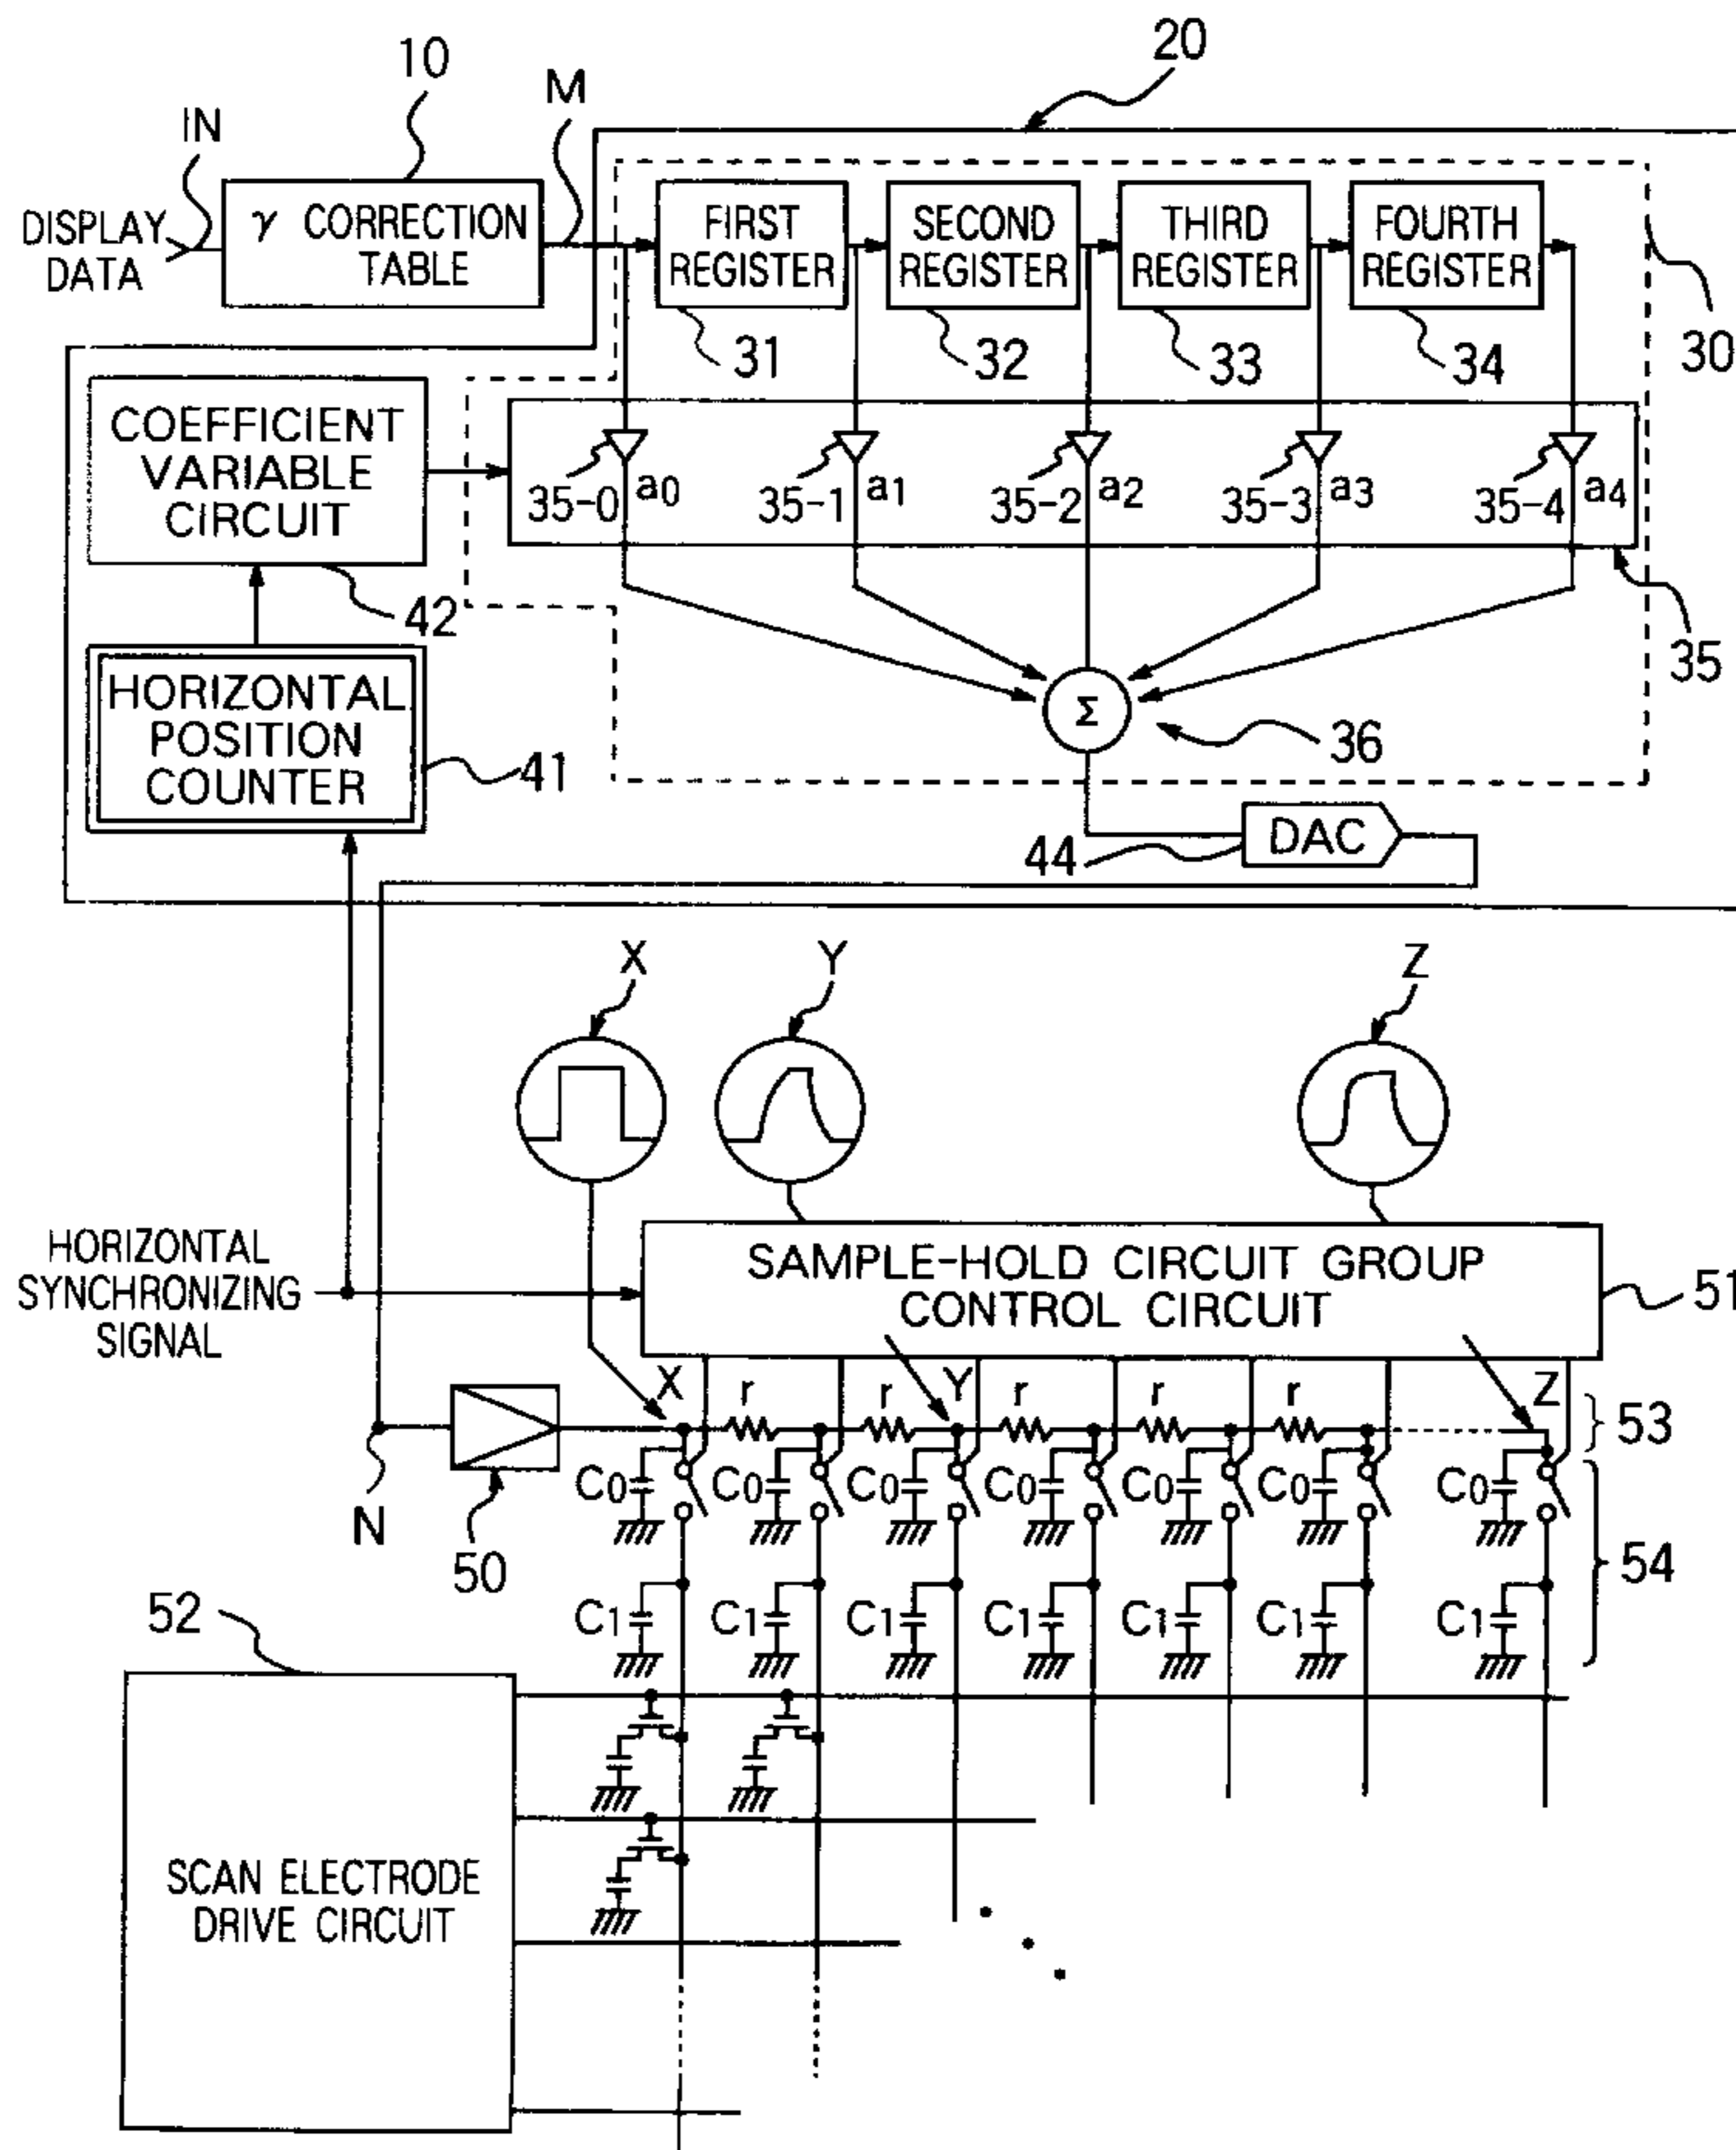 20
10
M
IN
DISPLAY
DATA
γ CORRECTION
TABLE
FIRST
REGISTER
SECOND
REGISTER
THIRD
REGISTER
FOURTH
REGISTER
31
32
33
34
30
COEFFICIENT
VARIABLE
CIRCUIT
35-0
a0
35-1
a1
35-2
a2
35-3
a3
35-4
a4
42
35
HORIZONTAL
POSITION
COUNTER
41
Σ
36
44
DAC
X
Y
Z
HORIZONTAL
SYNCHRONIZING
SIGNAL
SAMPLE-HOLD CIRCUIT GROUP
CONTROL CIRCUIT
51
X
r
r
Y
r
r
r
Z
53
N
50
C0
C0
C0
C0
C0
C0
C0
54
C1
C1
C1
C1
C1
C1
C1
52
SCAN ELECTRODE
DRIVE CIRCUIT